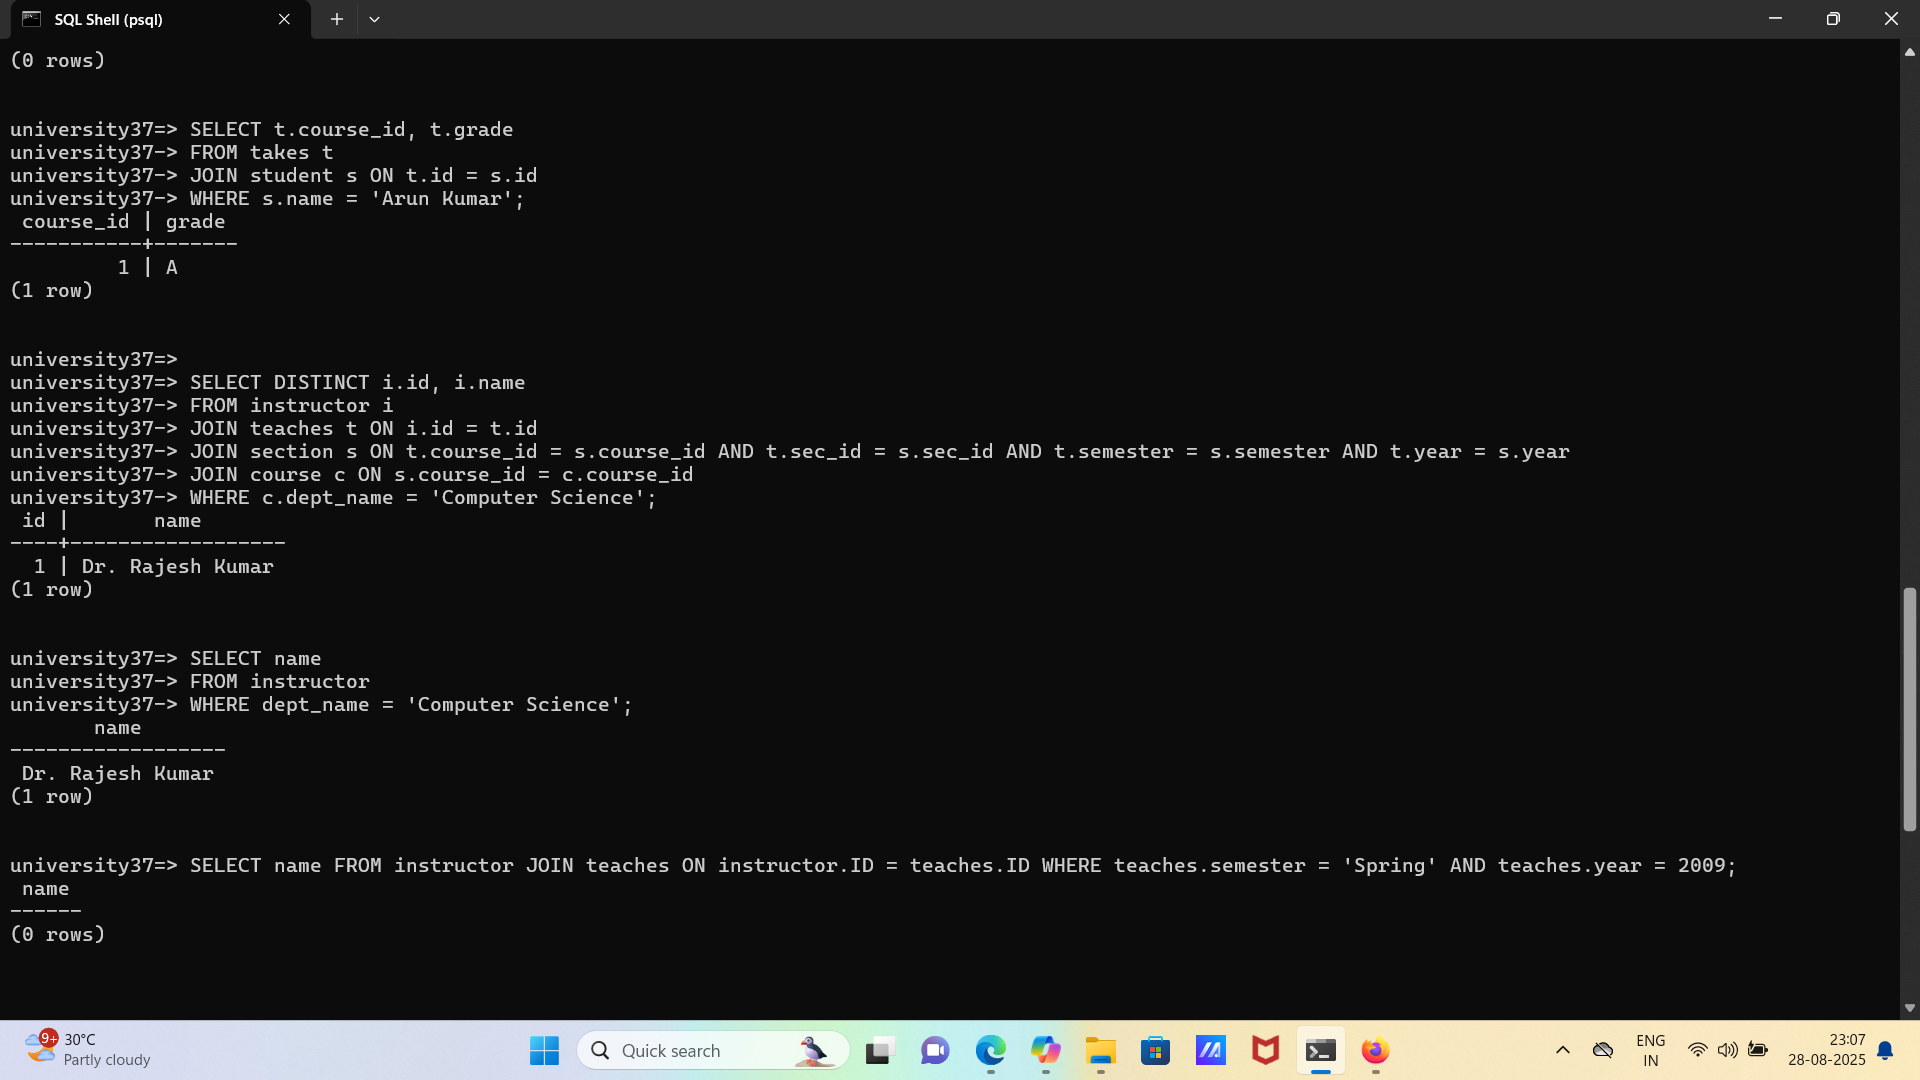 SQL Shell (psql)
(0 rows)
university37=> SELECT t.course_id, t.grade
university37-> FROM takes t
university37-> JOIN student s ON t.id = s.id
university37-> WHERE s.name = 'Arun Kumar';
 course_id | grade
-----------+-------
         1 | A
(1 row)
university37=>
university37=> SELECT DISTINCT i.id, i.name
university37-> FROM instructor i
university37-> JOIN teaches t ON i.id = t.id
university37-> JOIN section s ON t.course_id = s.course_id AND t.sec_id = s.sec_id AND t.semester = s.semester AND t.year = s.year
university37-> JOIN course c ON s.course_id = c.course_id
university37-> WHERE c.dept_name = 'Computer Science';
 id |       name
----+------------------
  1 | Dr. Rajesh Kumar
(1 row)
university37=> SELECT name
university37-> FROM instructor
university37-> WHERE dept_name = 'Computer Science';
       name
------------------
 Dr. Rajesh Kumar
(1 row)
university37=> SELECT name FROM instructor JOIN teaches ON instructor.ID = teaches.ID WHERE teaches.semester = 'Spring' AND teaches.year = 2009;
 name
------
(0 rows)
9+
30°C
Partly cloudy
Quick search
ENG
IN
23:07
28-08-2025